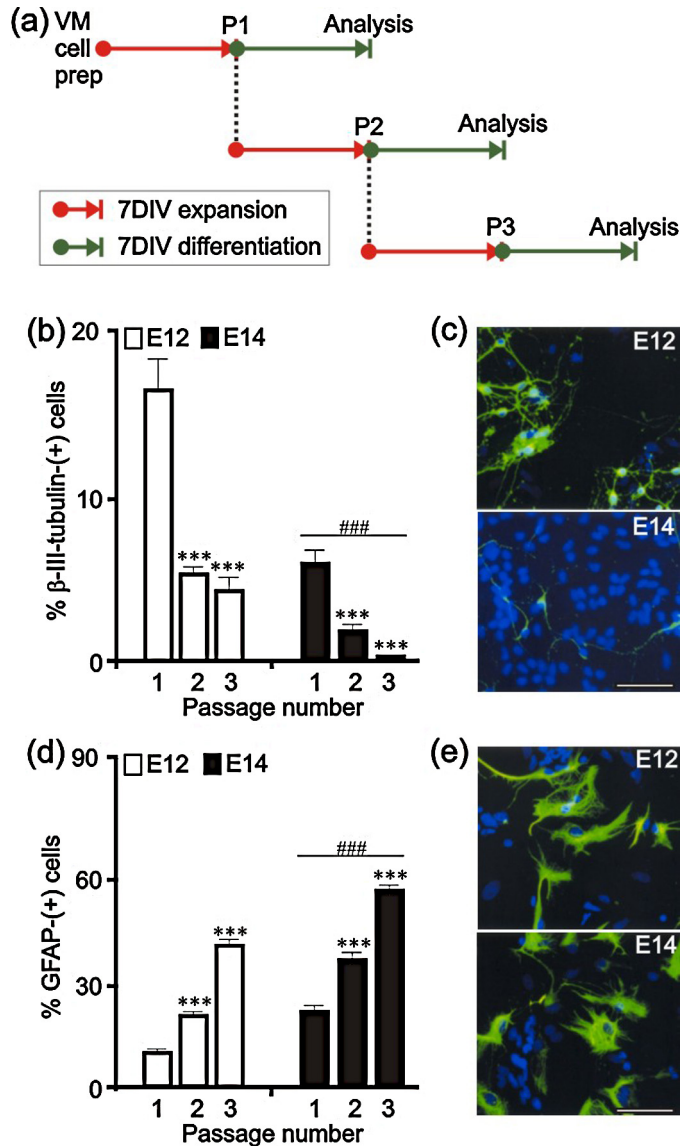 (a) VM
cell
prep
P1
Analysis
P2
Analysis
P3
Analysis
7DIV expansion
7DIV differentiation
(b)
E12 E14
% β-III-tubulin-(+) cells
20
10
0
***
***
###
***
***
1 2 3 1 2 3
Passage number
(c)
E12
E14
(d)
E12 E14
% GFAP-(+) cells
90
60
30
0
***
***
###
***
***
1 2 3 1 2 3
Passage number
(e)
E12
E14